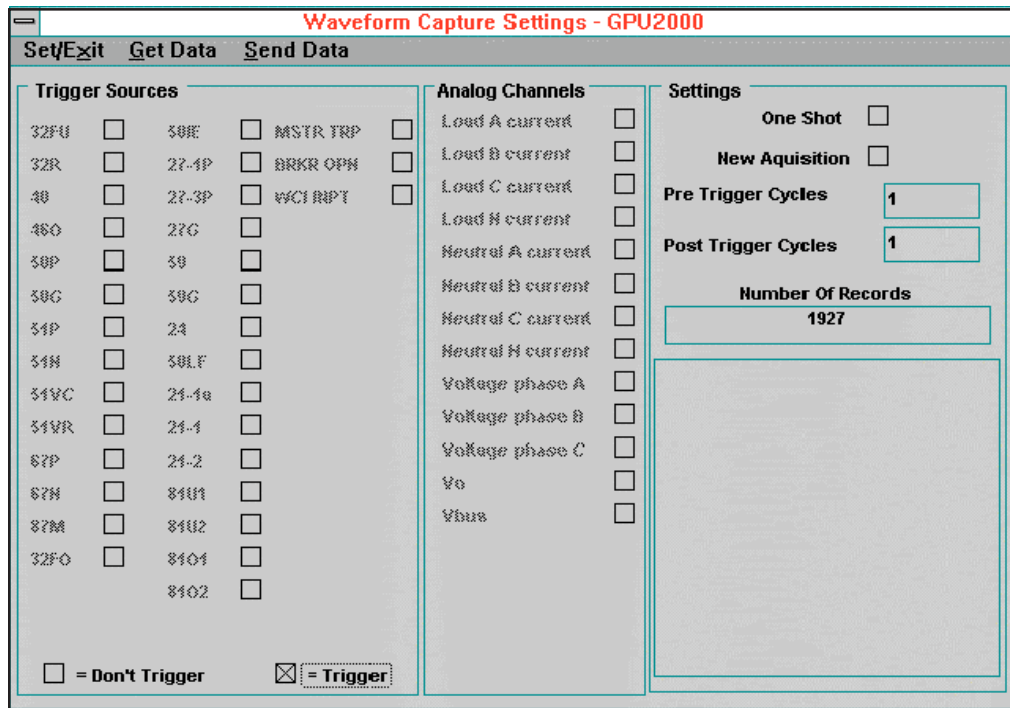 Waveform Capture Settings - GPU2000
Set/Exit Get Data Send Data
Trigger Sources
32FU 50IE MSTR TRP
32R 27-1P BRKR OPN
40 27-3P WCI INPT
46O 27G
50P 59
50G 59G
51P 24
51N 50LF
51VC 21-1a
51VR 21-1
67P 21-2
67N 81U1
87M 81U2
32FO 81O1
81O2
= Don't Trigger = Trigger
Analog Channels
Load A current
Load B current
Load C current
Load N current
Neutral A current
Neutral B current
Neutral C current
Neutral N current
Voltage phase A
Voltage phase B
Voltage phase C
Vo
Vbus
Settings
One Shot
New Aquisition
Pre Trigger Cycles 1
Post Trigger Cycles 1
Number Of Records
1927